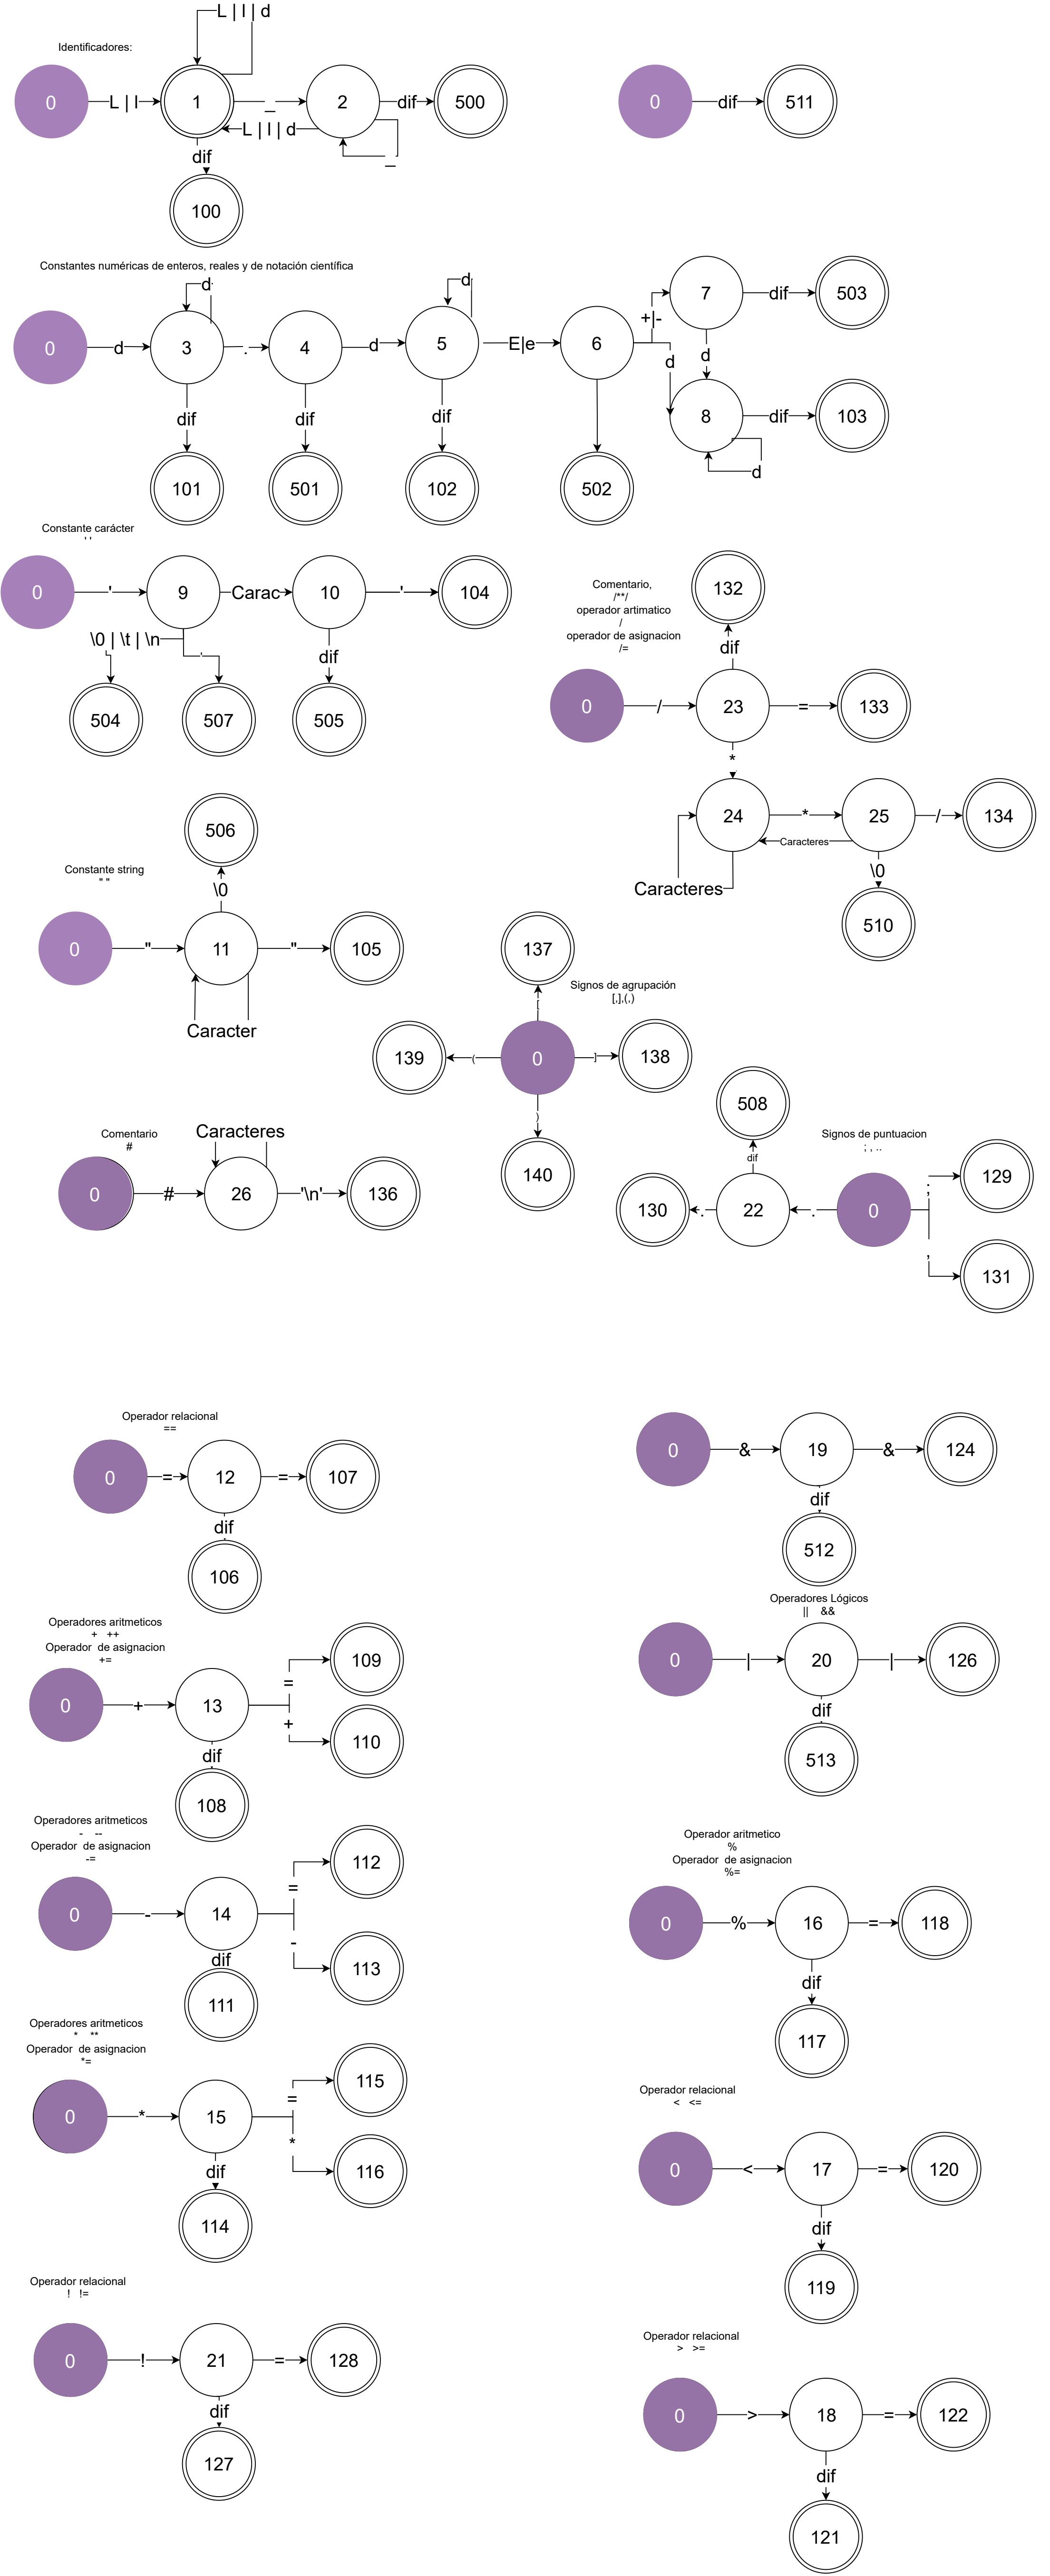 L | l | d
Identificadores:
0
L | l
1
_
2
dif
500
0
dif
511
L | l | d
_
dif
100
Constantes numéricas de enteros, reales y de notación científica
d
d
0
d
3
.
4
d
5
E|e
6
+|-
7
dif
503
d
d
8
dif
103
d
dif
101
dif
501
dif
102
502
Constante carácter
' '
0
'
9
Carac
10
'
104
\0 | \t | \n
'
dif
504
507
505
132
Comentario,
/**/
operador artimatico
/
operador de asignacion
/=
dif
0
/
23
=
133
*
24
*
25
/
134
Caracteres
Caracteres
\0
510
506
Constante string
" "
\0
0
"
11
"
105
Caracter
137
Signos de agrupación
[,],(,)
[
139
(
0
]
138
)
140
Comentario
#
Caracteres
0
#
26
'\n'
136
508
Signos de puntuacion
; , ..
dif
130
.
22
.
0
;
129
,
131
Operador relacional
==
0
=
12
=
107
dif
106
0
&
19
&
124
dif
512
Operadores Lógicos
|| &&
0
|
20
|
126
dif
513
Operadores aritmeticos
+ ++
Operador de asignacion
+=
0
+
13
=
109
+
110
dif
108
Operadores aritmeticos
- --
Operador de asignacion
-=
0
-
14
=
112
-
113
dif
111
Operador aritmetico
%
Operador de asignacion
%=
0
%
16
=
118
dif
117
Operadores aritmeticos
* **
Operador de asignacion
*=
0
*
15
=
115
*
116
dif
114
Operador relacional
< <=
0
<
17
=
120
dif
119
Operador relacional
! !=
0
!
21
=
128
dif
127
Operador relacional
> >=
0
>
18
=
122
dif
121